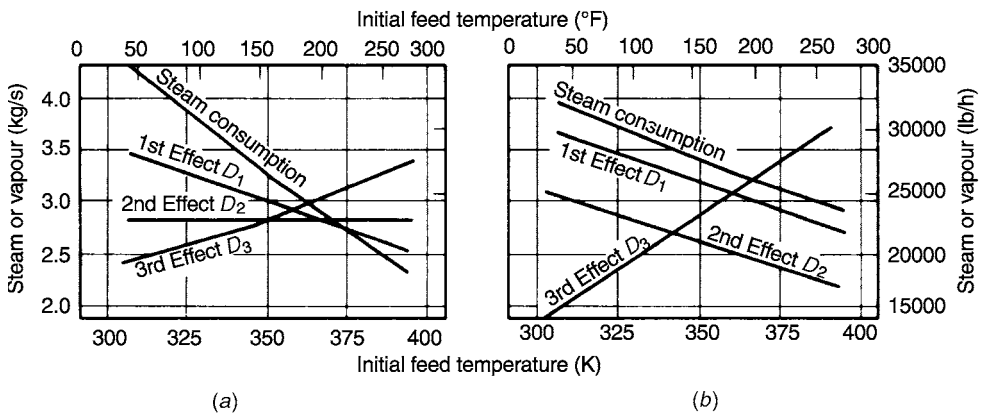 Initial feed temperature (°F)
0 50 100 150 200 250 300
0 50 100 150 200 250 300
Steam or vapour (kg/s)
4.0
3.5
3.0
2.5
2.0
Steam consumption
1st Effect D1
2nd Effect D2
3rd Effect D3
300 325 350 375 400
Steam consumption
1st Effect D1
2nd Effect D2
3rd Effect D3
300 325 350 375 400
35000
30000
25000
20000
15000
Steam or vapour (lb/h)
Initial feed temperature (K)
(a)
(b)